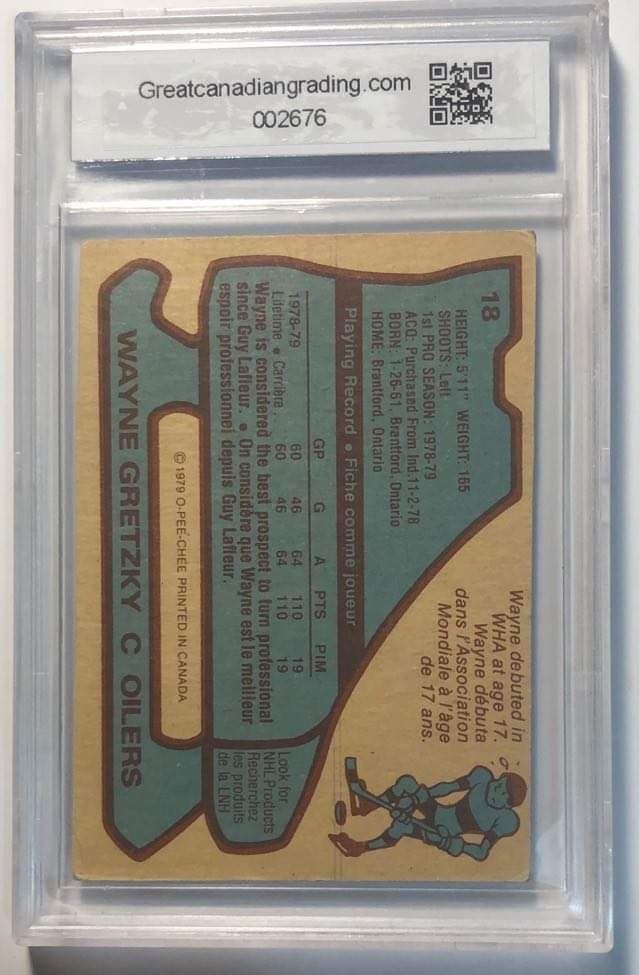 Greatcanadiangrading.com
002676
18
HEIGHT: 5'11" WEIGHT: 165
SHOOTS: Left
1st PRO SEASON: 1978-79
ACQ: Purchased From Ind.11-2-78
BORN: 1-26-61, Brantford, Ontario
HOME: Brantford, Ontario
Wayne debuted in
WHA at age 17.
Wayne débuta
dans l'Association
Mondiale à l'âge
de 17 ans.
Playing Record • Fiche comme joueur
GP G A PTS PIM
1978-79 60 46 64 110 19
Lifetime • Carrière . 60 46 64 110 19
Wayne is considered the best prospect to turn professional
since Guy Lafleur. • On considère que Wayne est le meilleur
espoir professionnel depuis Guy Lafleur.
Look for
NHL Products
Recherchez
les produits
de la LNH
© 1979 O-PEE-CHEE PRINTED IN CANADA
WAYNE GRETZKY C OILERS